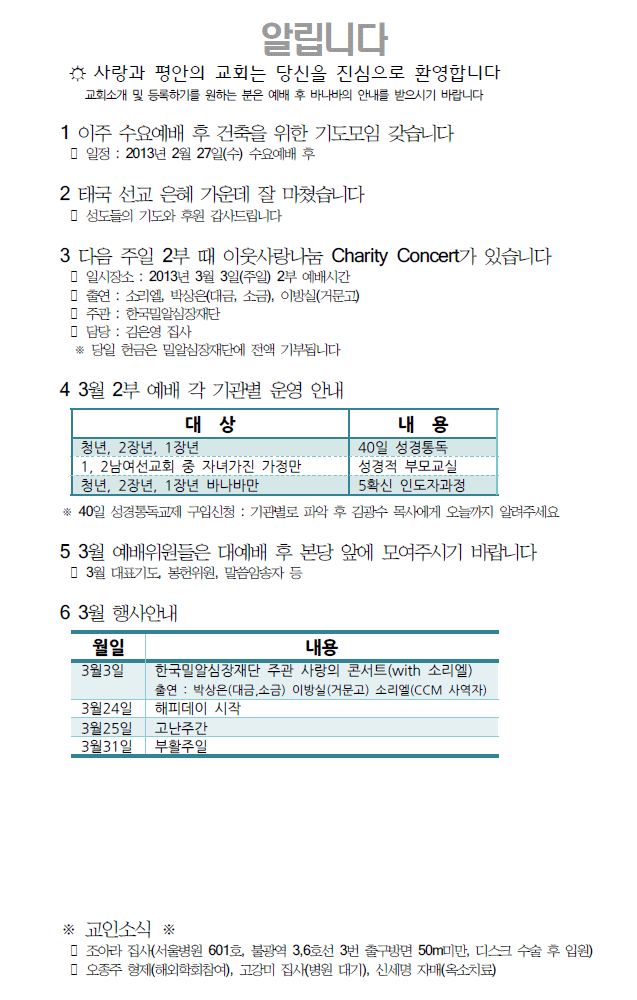 알립니다
☼ 사랑과 평안의 교회는 당신을 진심으로 환영합니다
교회소개 및 등록하기를 원하는 분은 예배 후 바나바의 안내를 받으시기 바랍니다
1 이주 수요예배 후 건축을 위한 기도모임 갖습니다
▯ 일정 : 2013년 2월 27일(수) 수요예배 후
2 태국 선교 은혜 가운데 잘 마쳤습니다
▯ 성도들의 기도와 후원 감사드립니다
3 다음 주일 2부 때 이웃사랑나눔 Charity Concert가 있습니다
▯ 일시장소 : 2013년 3월 3일(주일) 2부 예배시간
▯ 출연 : 소리엘, 박상은(대금, 소금), 이방실(거문고)
▯ 주관 : 한국밀알심장재단
▯ 담당 : 김은영 집사
※ 당일 헌금은 밀알심장재단에 전액 기부됩니다
4 3월 2부 예배 각 기관별 운영 안내
대 상 내 용
청년, 2장년, 1장년 40일 성경통독
1, 2남여선교회 중 자녀가진 가정만 성경적 부모교실
청년, 2장년, 1장년 바나바만 5확신 인도자과정
※ 40일 성경통독교제 구입신청 : 기관별로 파악 후 김광수 목사에게 오늘까지 알려주세요
5 3월 예배위원들은 대예배 후 본당 앞에 모여주시기 바랍니다
▯ 3월 대표기도, 봉헌위원, 말씀암송자 등
6 3월 행사안내
월일 내용
3월3일 한국밀알심장재단 주관 사랑의 콘서트(with 소리엘)
출연 : 박상은(대금,소금) 이방실(거문고) 소리엘(CCM 사역자)
3월24일 해피데이 시작
3월25일 고난주간
3월31일 부활주일
※ 교인소식 ※
▯ 조아라 집사(서울병원 601호, 불광역 3,6호선 3번 출구방면 50m미만, 디스크 수술 후 입원)
▯ 오종주 형제(해외학회참여), 고강미 집사(병원 대기), 신세명 자매(옥소치료)